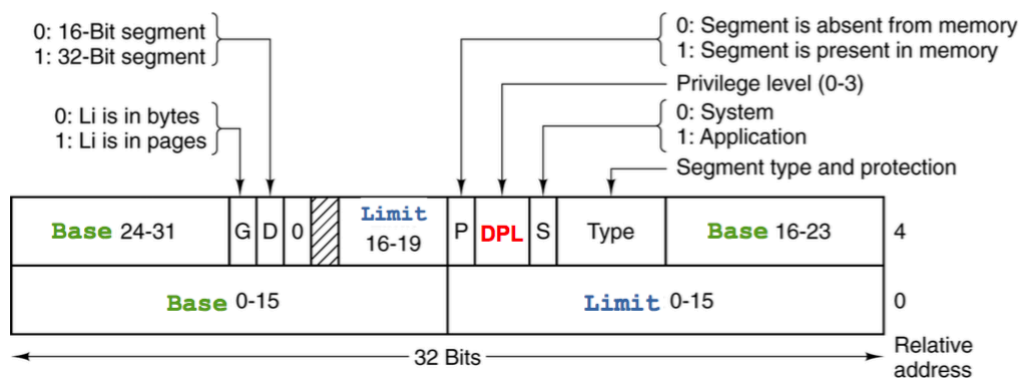 0: 16-Bit segment
1: 32-Bit segment
0: Li is in bytes
1: Li is in pages
0: Segment is absent from memory
1: Segment is present in memory
Privilege level (0-3)
0: System
1: Application
Segment type and protection
Base 24-31
G
D
0
Limit
16-19
P
DPL
S
Type
Base 16-23
4
Base 0-15
Limit 0-15
0
32 Bits
Relative
address